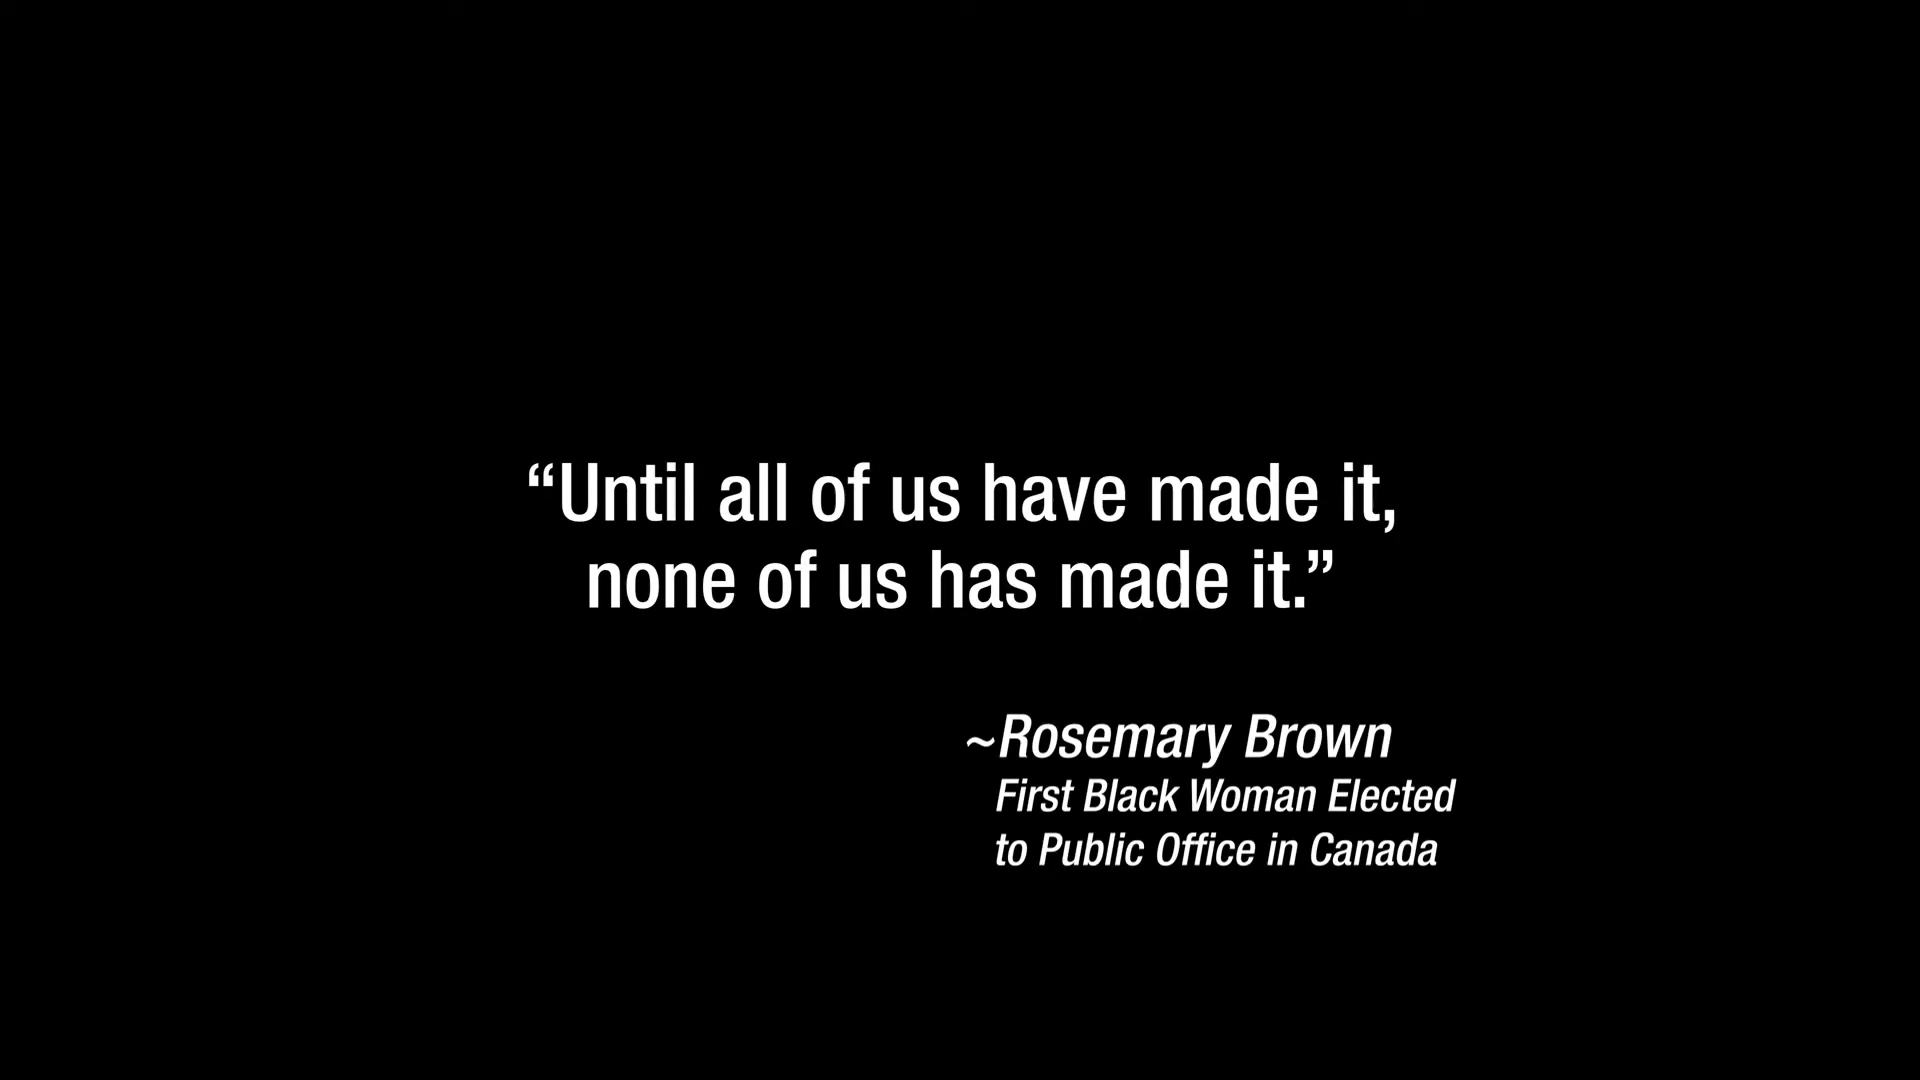 “Until all of us have made it,
none of us has made it.”
~Rosemary Brown
First Black Woman Elected
to Public Office in Canada